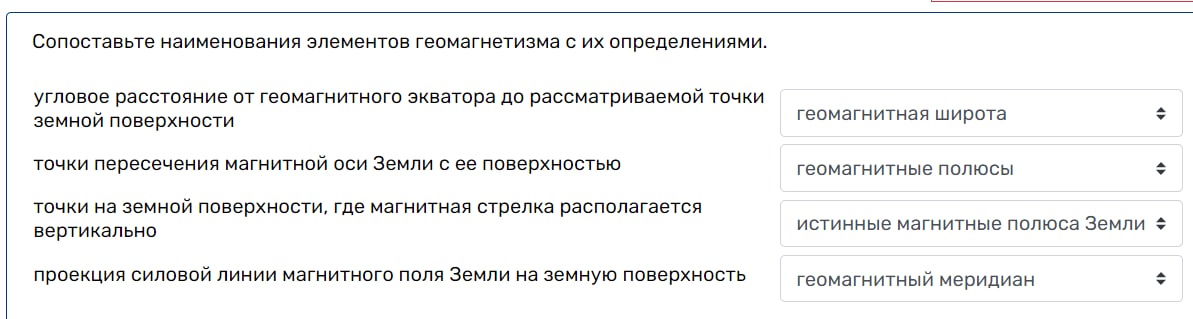 Сопоставьте наименования элементов геомагнетизма с их определениями.
угловое расстояние от геомагнитного экватора до рассматриваемой точки
земной поверхности
геомагнитная широта
точки пересечения магнитной оси Земли с ее поверхностью
геомагнитные полюсы
точки на земной поверхности, где магнитная стрелка располагается
вертикально
истинные магнитные полюса Земли
проекция силовой линии магнитного поля Земли на земную поверхность
геомагнитный меридиан